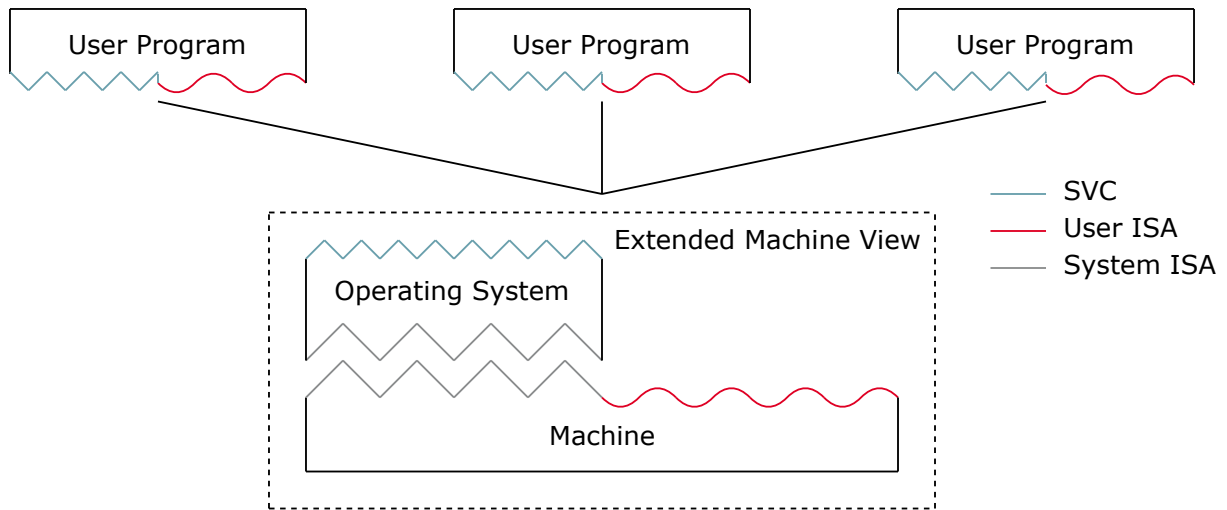 User Program
User Program
User Program
SVC
User ISA
System ISA
Extended Machine View
Operating System
Machine